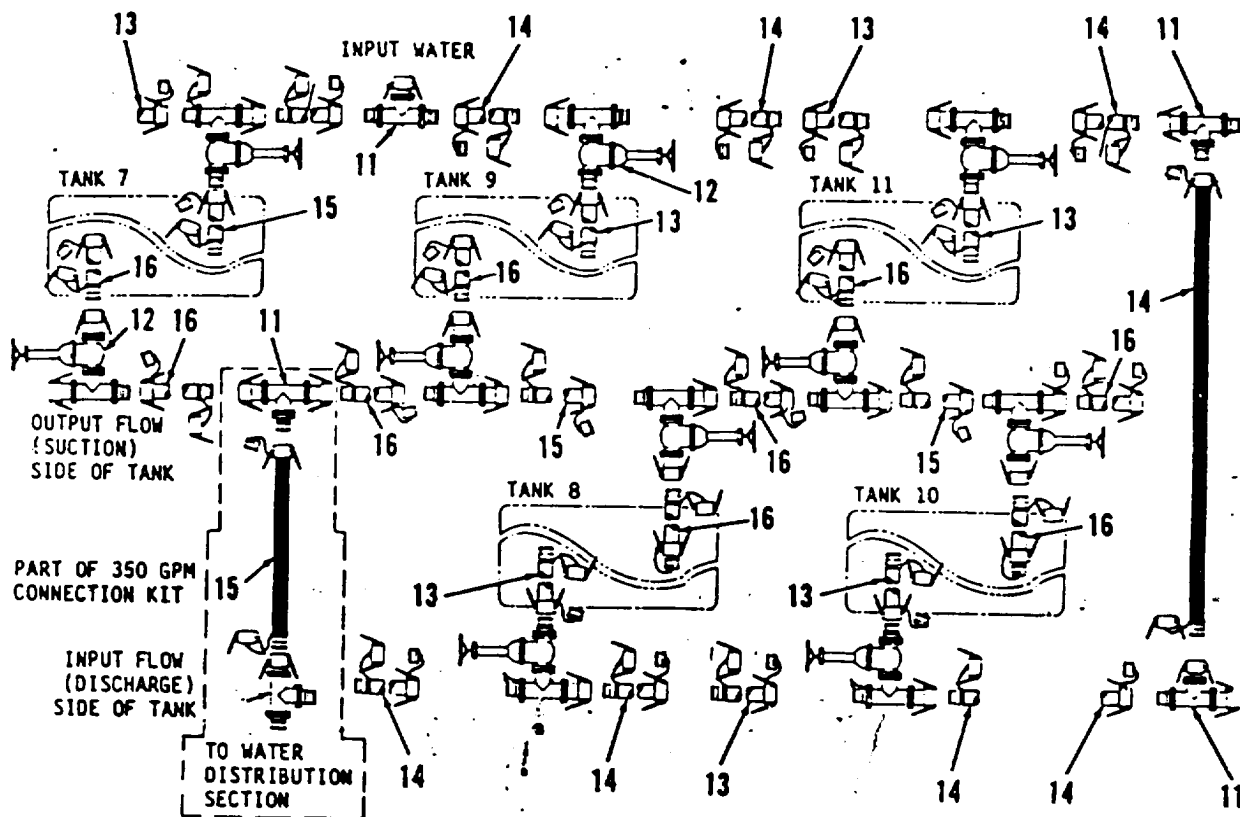 13
INPUT WATER
14
14
13
14
11
11
12
TANK 7
TANK 9
TANK 11
15
13
13
16
16
16
14
12
16
11
16
OUTPUT FLOW
(SUCTION)
SIDE OF TANK
16
15
16
15
TANK 8
TANK 10
16
16
PART OF 350 GPM
CONNECTION KIT
15
13
13
INPUT FLOW
(DISCHARGE)
SIDE OF TANK
TO WATER
DISTRIBUTION
SECTION
14
14
13
14
14
11